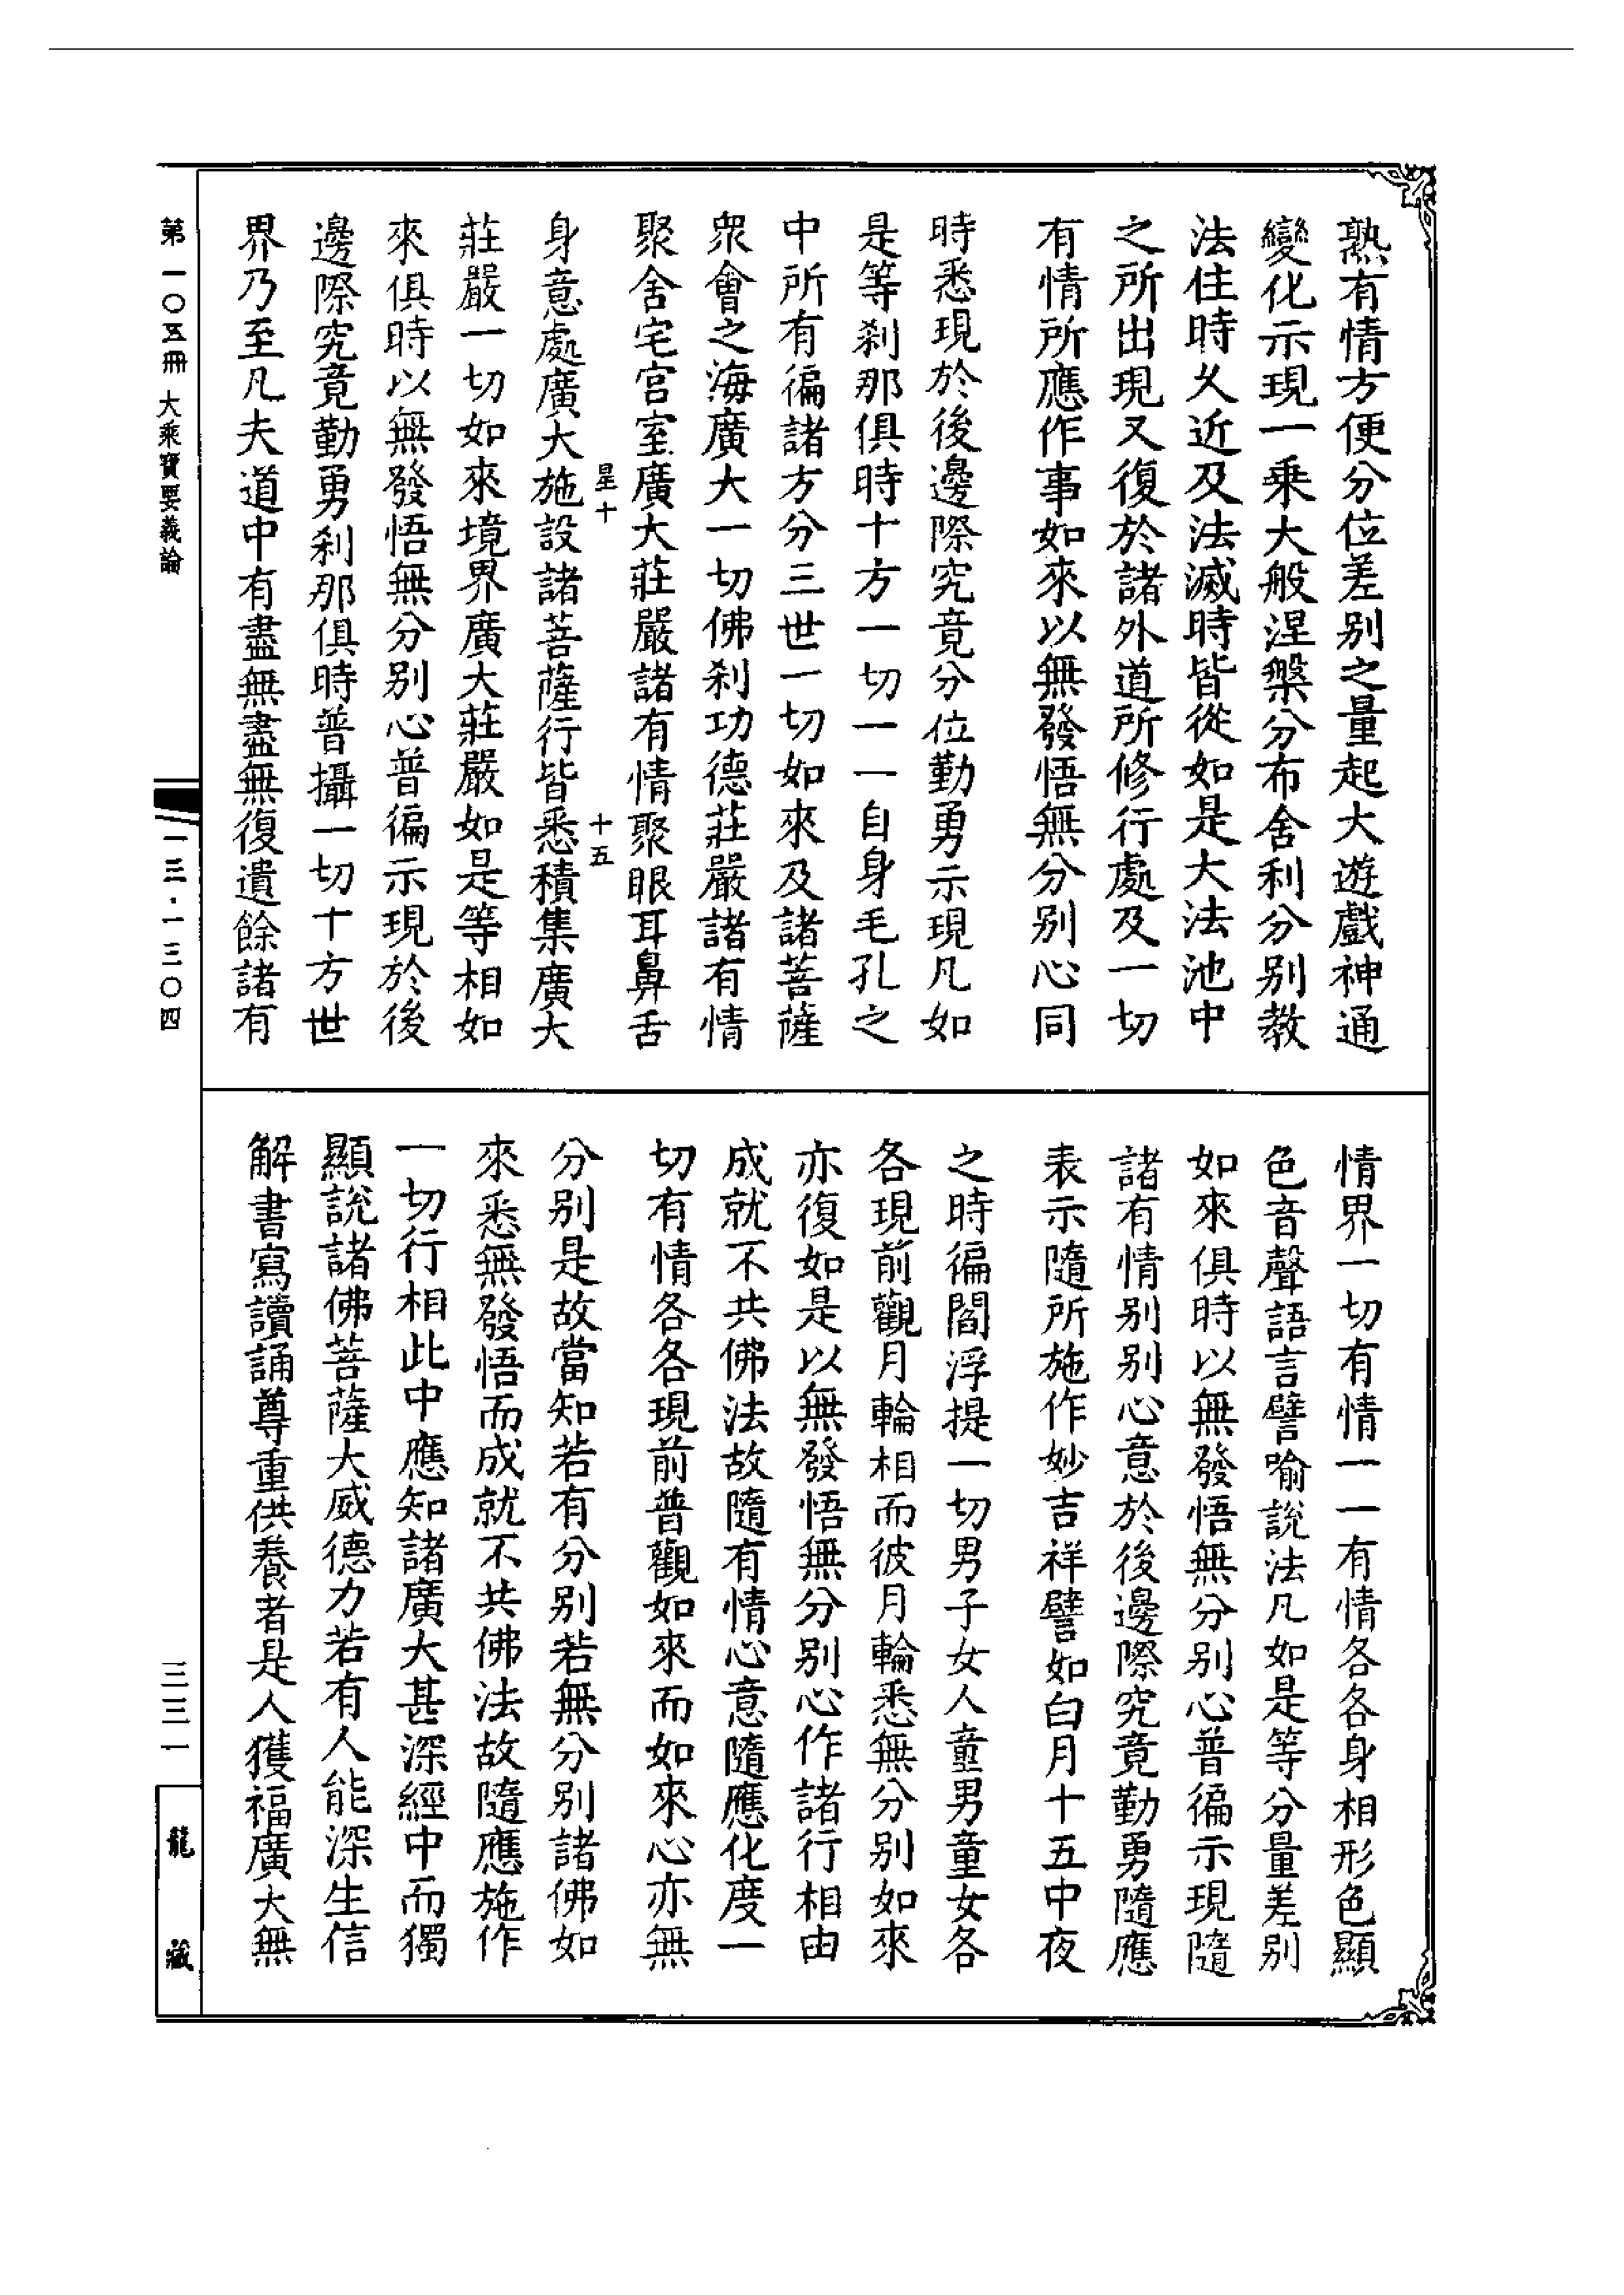 熟有情方便分位差别之量起大遊戲神通
變化示現一乘大般涅槃分布舍利分别教
法住時久近及法滅時皆從如是大法池中
之所出現又復於諸外道所修行處及一切
有情所應作事如來以無發悟無分别心同
時悉現於後邊際究竟分位勤勇示現凡如
是等刹那俱時十方一切一一自身毛孔之
中所有徧諸方分三世一切如來及諸菩薩
衆會之海廣大一切佛刹功德莊嚴諸有情
聚舍宅宮室廣大莊嚴諸有情聚眼耳鼻舌
星十 十五
身意處廣大施設諸菩薩行皆悉積集廣大
莊嚴一切如來境界廣大莊嚴如是等相如
來俱時以無發悟無分别心普徧示現於後
邊際究竟勤勇刹那俱時普攝一切十方世
界乃至凡夫道中有盡無盡無復遺餘諸有
情界一切有情一一有情各各身相形色顯
色音聲語言譬喻說法凡如是等分量差别
如來俱時以無發悟無分别心普徧示現隨
諸有情别别心意於後邊際究竟勤勇隨應
表示隨所施作妙吉祥譬如白月十五中夜
之時徧閻浮提一切男子女人童男童女各
各現前觀月輪相而彼月輪悉無分别如來
亦復如是以無發悟無分别心作諸行相由
成就不共佛法故隨有情心意隨應化度一
切有情各各現前普觀如來而如來心亦無
分别是故當知若有分别若無分别諸佛如
來悉無發悟而成就不共佛法故隨應施作
一切行相此中應知諸廣大甚深經中而獨
顯說諸佛菩薩大威德力若有人能深生信
解書寫讀誦尊重供養者是人獲福廣大無
第一〇五冊 大乘寶要義論
一三·一三〇四
三三一
龍藏